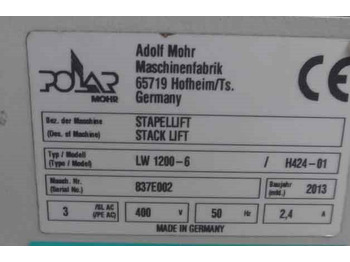 POLAR
MOHR
Adolf Mohr
Maschinenfabrik
65719 Hofheim/Ts.
Germany
CE
Bez. der Maschine STAPELLIFT
(Des. of Machine) STACK LIFT
Typ / Modell
(Type / Model) LW 1200-6 / H424-01
Masch. Nr.
(Serial No.) 837E002 Baujahr 2013
3 /SL AC
(/PE AC) 400 V 50 Hz 2,4 A
MADE IN GERMANY